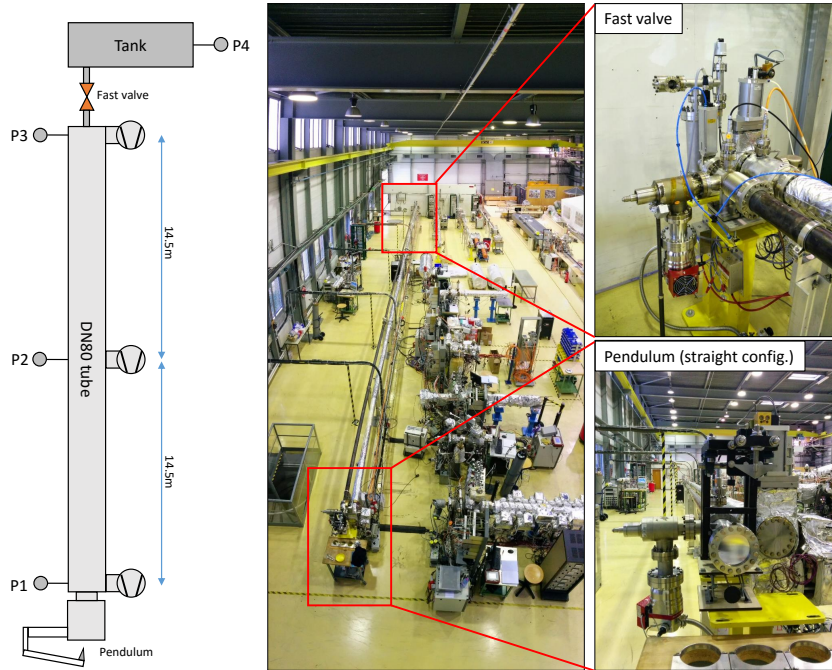 Tank
P4
Fast valve
P3
14.5m
DN80 tube
P2
14.5m
P1
Pendulum
Fast valve
Pendulum (straight config.)